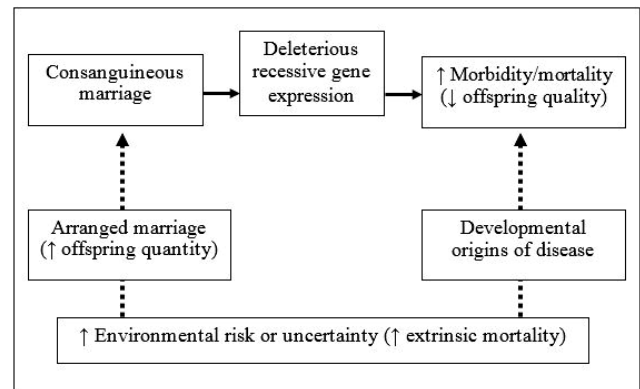 Consanguineous
marriage
Deleterious
recessive gene
expression
↑ Morbidity/mortality
(↓ offspring quality)
Arranged marriage
(↑ offspring quantity)
Developmental
origins of disease
↑ Environmental risk or uncertainty (↑ extrinsic mortality)